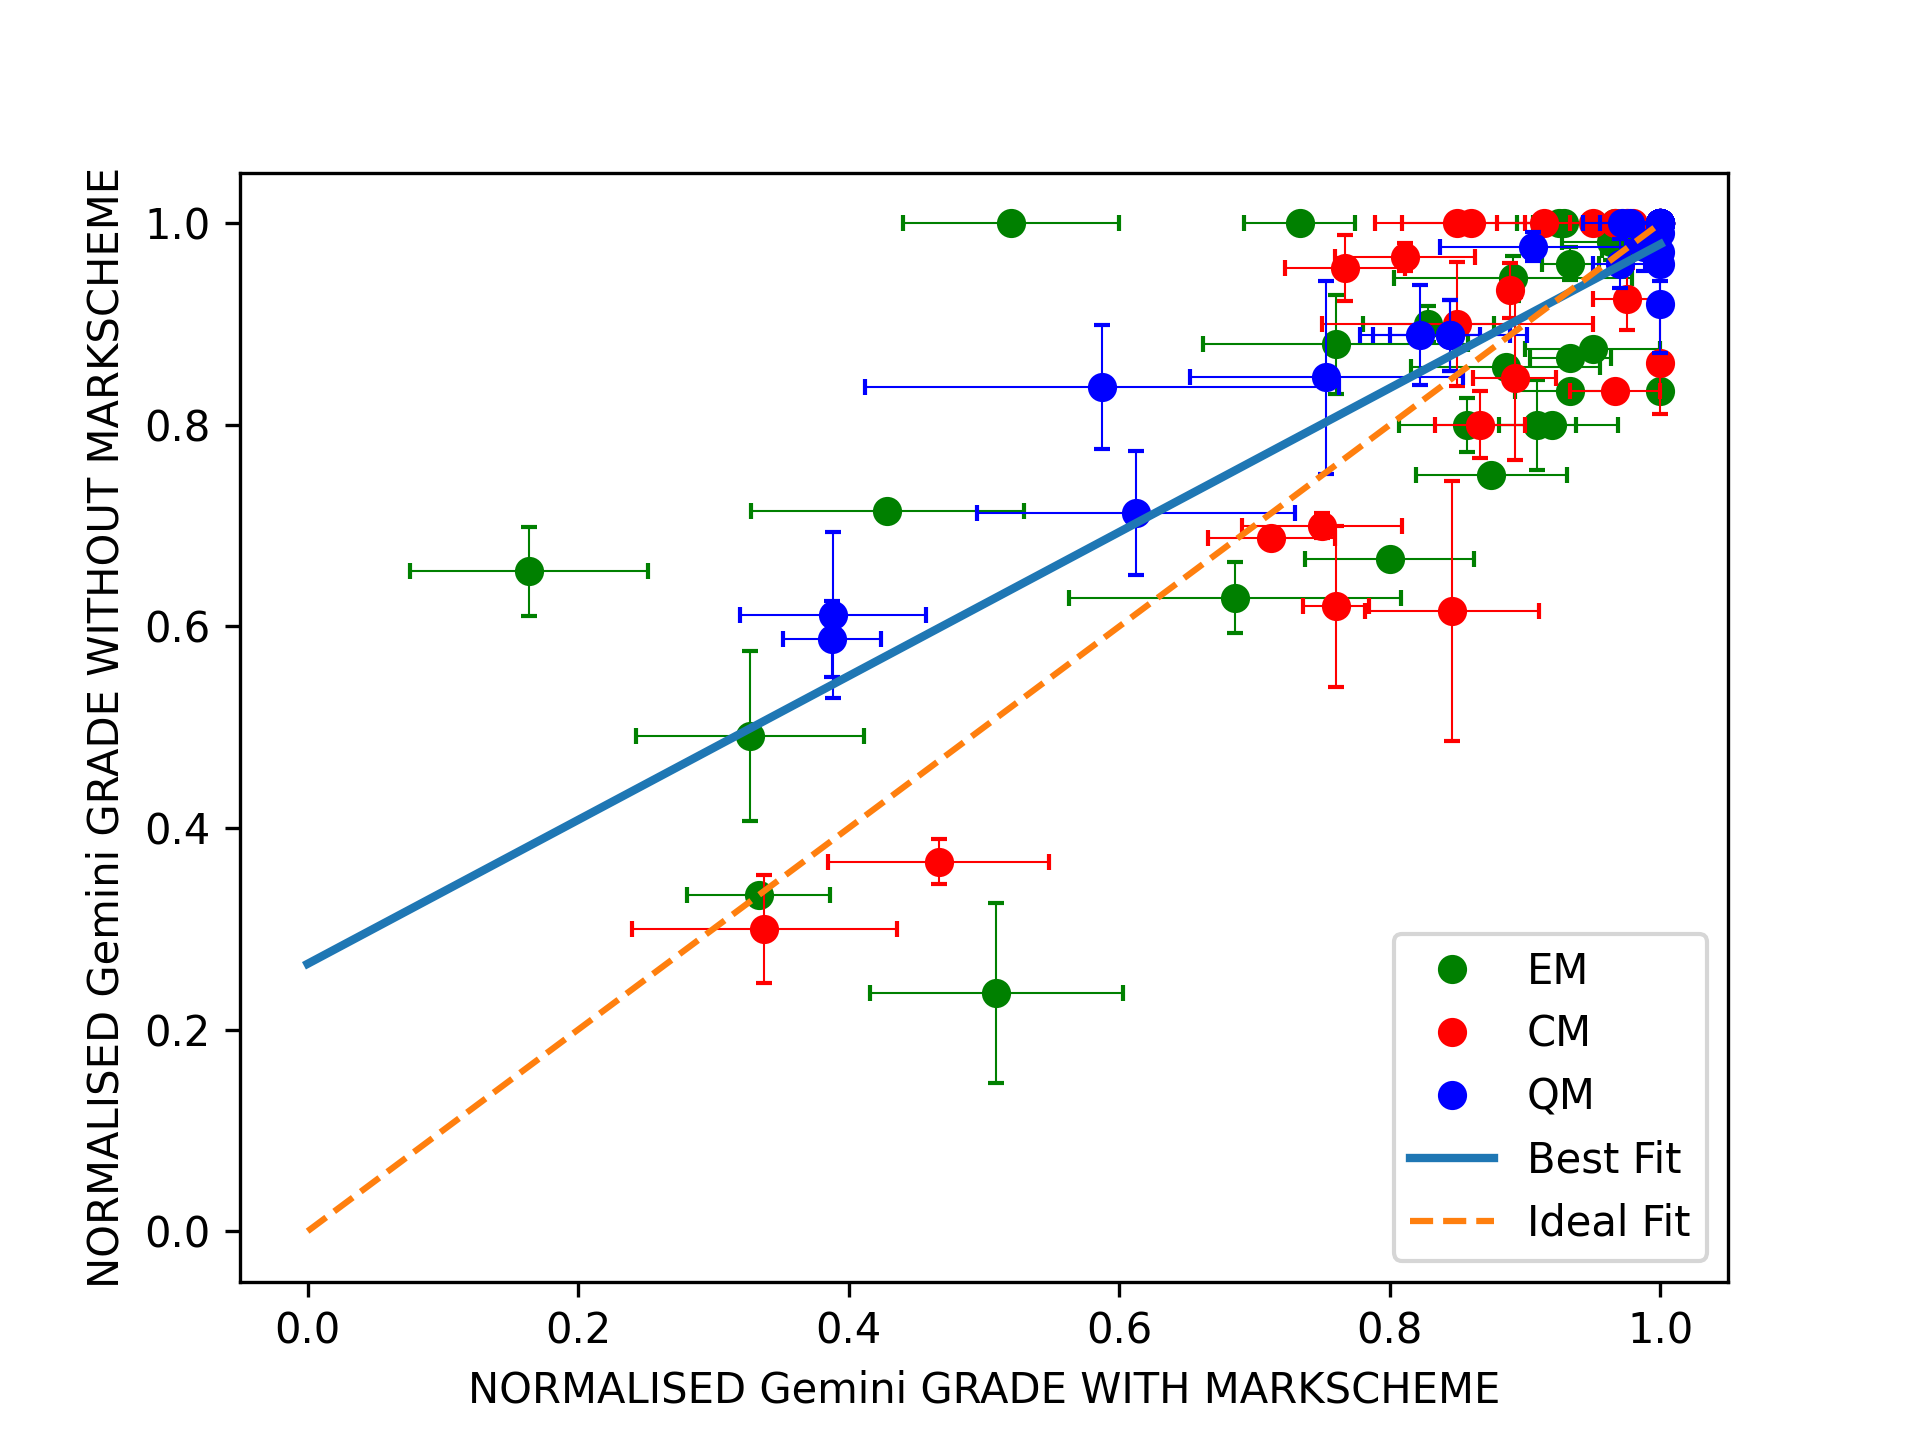 NORMALISED Gemini GRADE WITHOUT MARKSCHEME
1.0
0.8
0.6
0.4
0.2
0.0
EM
CM
QM
Best Fit
Ideal Fit
0.0 0.2 0.4 0.6 0.8 1.0
NORMALISED Gemini GRADE WITH MARKSCHEME